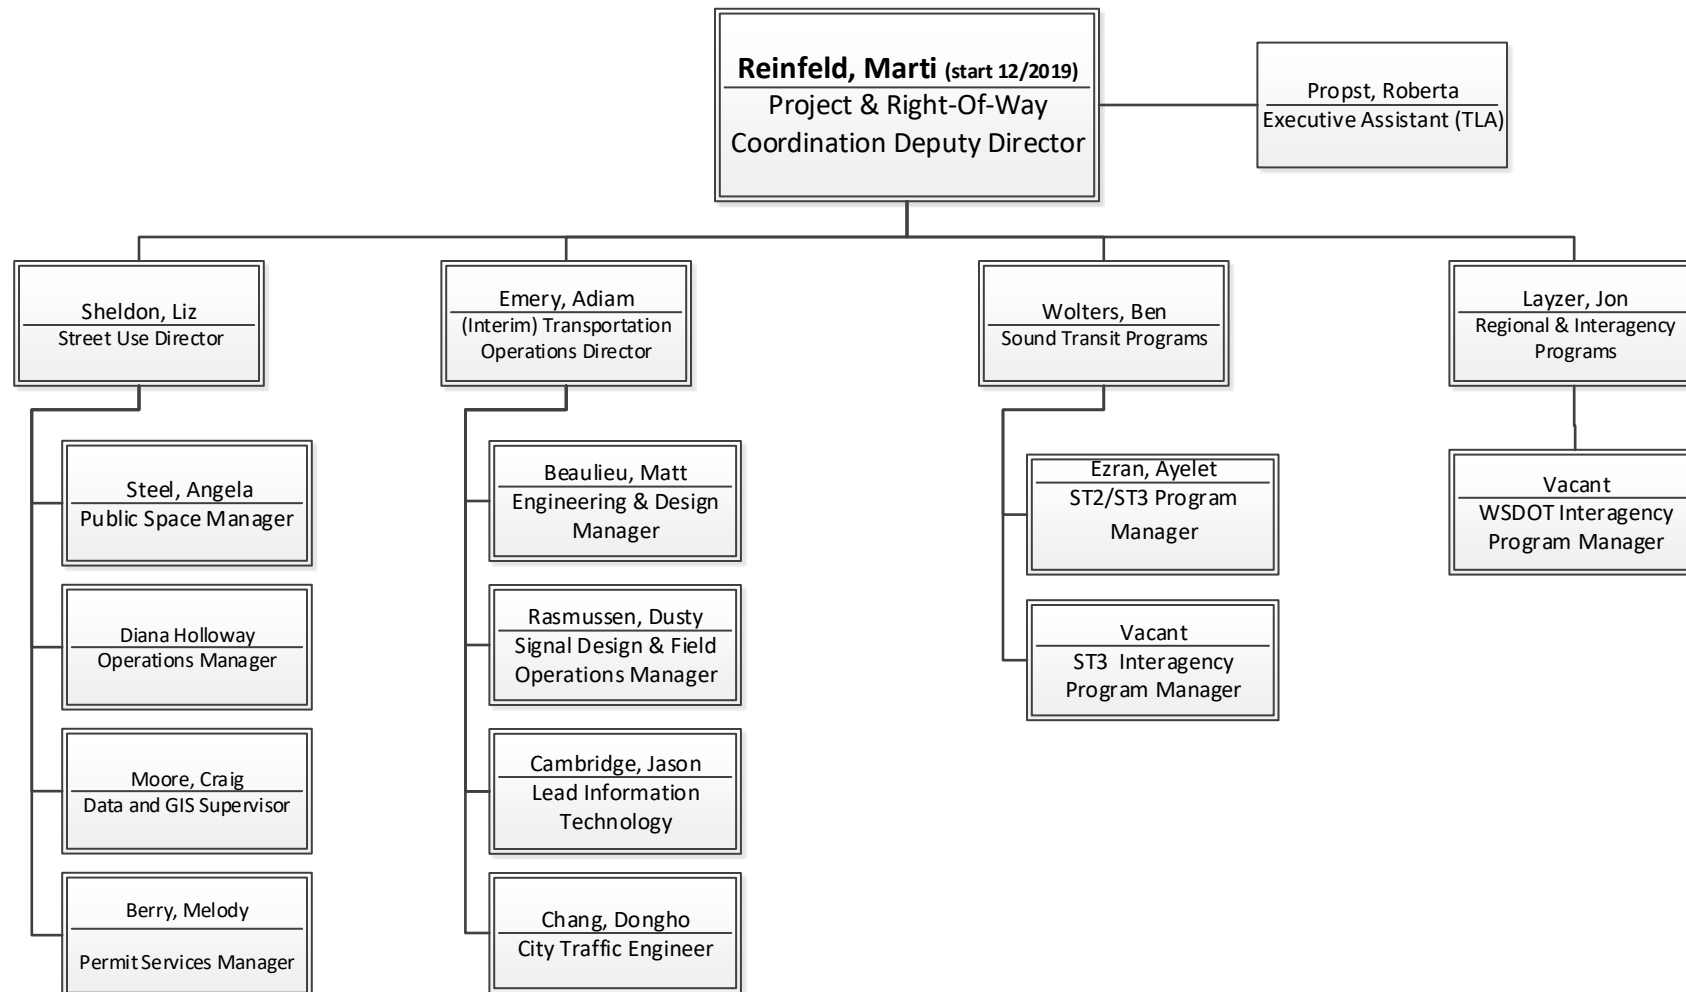 Reinfeld, Marti (start 12/2019)
Project & Right-Of-Way
Coordination Deputy Director
Propst, Roberta
Executive Assistant (TLA)
Sheldon, Liz
Street Use Director
Emery, Adiam
(Interim) Transportation
Operations Director
Wolters, Ben
Sound Transit Programs
Layzer, Jon
Regional & Interagency
Programs
Steel, Angela
Public Space Manager
Diana Holloway
Operations Manager
Moore, Craig
Data and GIS Supervisor
Berry, Melody
Permit Services Manager
Beaulieu, Matt
Engineering & Design
Manager
Rasmussen, Dusty
Signal Design & Field
Operations Manager
Cambridge, Jason
Lead Information
Technology
Chang, Dongho
City Traffic Engineer
Ezran, Ayelet
ST2/ST3 Program
Manager
Vacant
ST3 Interagency
Program Manager
Vacant
WSDOT Interagency
Program Manager